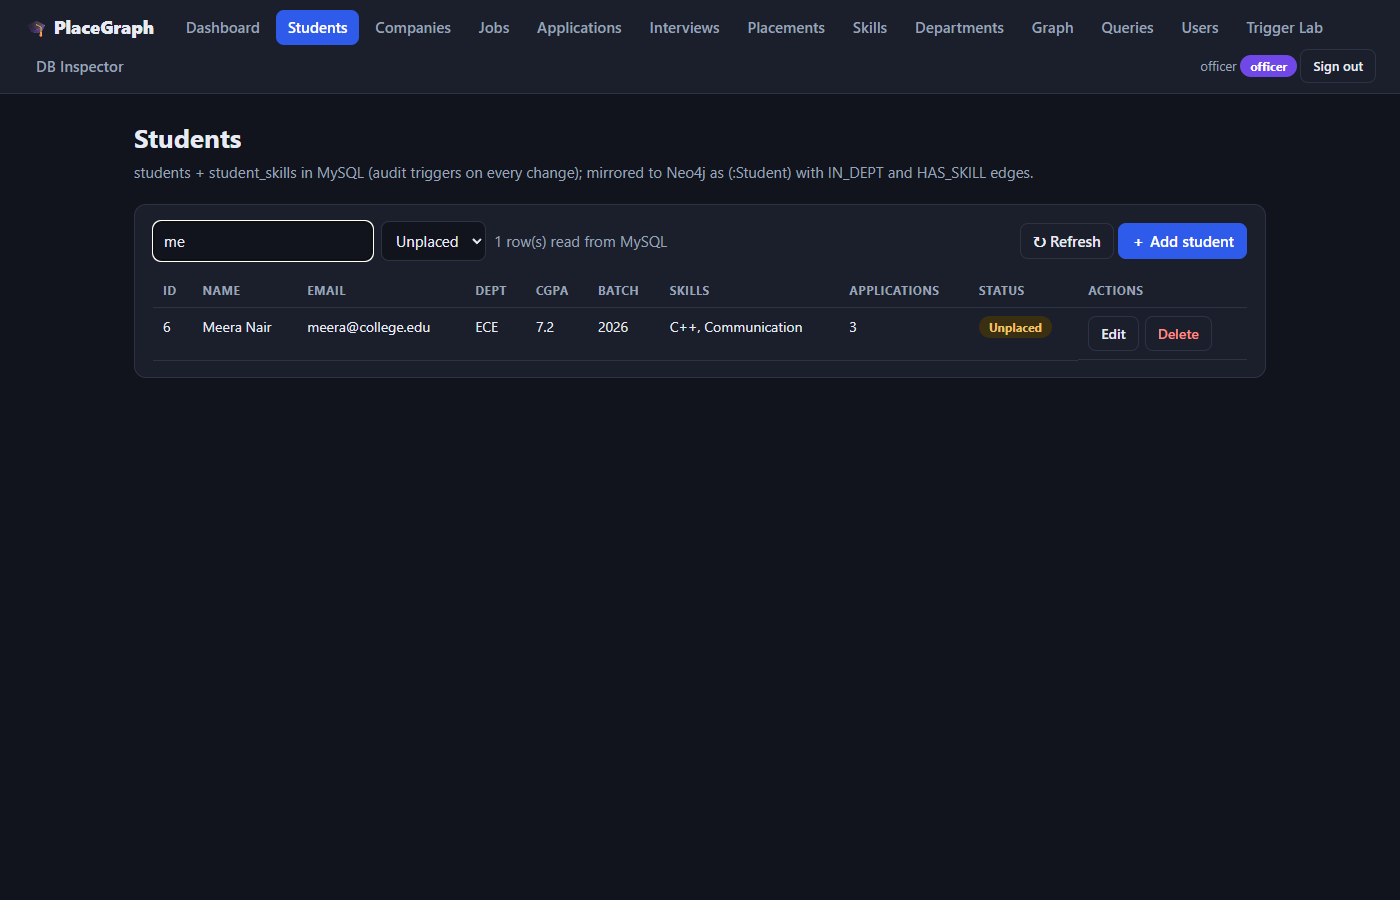 PlaceGraph Dashboard Students Companies Jobs Applications Interviews Placements Skills Departments Graph Queries Users Trigger Lab
DB Inspector officer officer Sign out
Students
students + student_skills in MySQL (audit triggers on every change); mirrored to Neo4j as (:Student) with IN_DEPT and HAS_SKILL edges.
me Unplaced 1 row(s) read from MySQL ↻ Refresh + Add student
ID NAME EMAIL DEPT CGPA BATCH SKILLS APPLICATIONS STATUS ACTIONS
6 Meera Nair meera@college.edu ECE 7.2 2026 C++, Communication 3 Unplaced Edit Delete